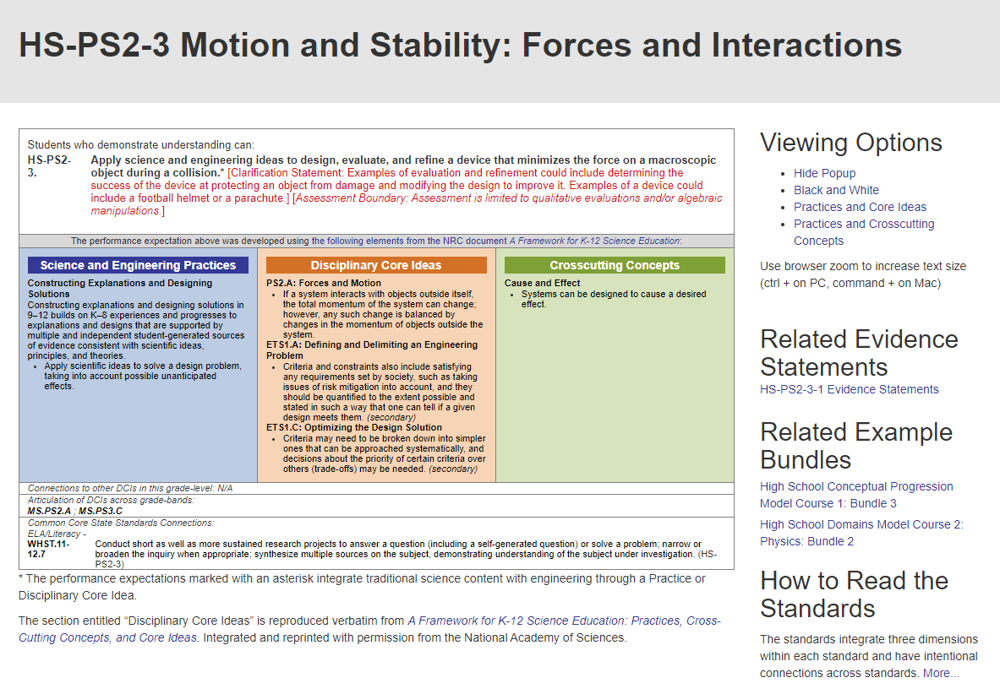 HS-PS2-3 Motion and Stability: Forces and Interactions
Students who demonstrate understanding can:
HS-PS2-
3.
Apply science and engineering ideas to design, evaluate, and refine a device that minimizes the force on a macroscopic
object during a collision.* [Clarification Statement: Examples of evaluation and refinement could include determining the
success of the device at protecting an object from damage and modifying the design to improve it. Examples of a device could
include a football helmet or a parachute.] [Assessment Boundary: Assessment is limited to qualitative evaluations and/or algebraic
manipulations.]
The performance expectation above was developed using the following elements from the NRC document A Framework for K-12 Science Education:
Science and Engineering Practices
Constructing Explanations and Designing
Solutions
Constructing explanations and designing solutions in
9–12 builds on K–8 experiences and progresses to
explanations and designs that are supported by
multiple and independent student-generated sources
of evidence consistent with scientific ideas,
principles, and theories.
• Apply scientific ideas to solve a design problem,
taking into account possible unanticipated
effects.
Disciplinary Core Ideas
PS2.A: Forces and Motion
• If a system interacts with objects outside itself,
the total momentum of the system can change;
however, any such change is balanced by
changes in the momentum of objects outside the
system.
ETS1.A: Defining and Delimiting an Engineering
Problem
• Criteria and constraints also include satisfying
any requirements set by society, such as taking
issues of risk mitigation into account, and they
should be quantified to the extent possible and
stated in such a way that one can tell if a given
design meets them. (secondary)
ETS1.C: Optimizing the Design Solution
• Criteria may need to be broken down into simpler
ones that can be approached systematically, and
decisions about the priority of certain criteria over
others (trade-offs) may be needed. (secondary)
Crosscutting Concepts
Cause and Effect
• Systems can be designed to cause a desired
effect.
Connections to other DCIs in this grade-level: N/A
Articulation of DCIs across grade-bands:
MS.PS2.A ; MS.PS3.C
Common Core State Standards Connections:
ELA/Literacy -
WHST.11-
12.7
Conduct short as well as more sustained research projects to answer a question (including a self-generated question) or solve a problem; narrow or
broaden the inquiry when appropriate; synthesize multiple sources on the subject, demonstrating understanding of the subject under investigation. (HS-
PS2-3)
* The performance expectations marked with an asterisk integrate traditional science content with engineering through a Practice or
Disciplinary Core Idea.
The section entitled “Disciplinary Core Ideas” is reproduced verbatim from A Framework for K-12 Science Education: Practices, Cross-
Cutting Concepts, and Core Ideas. Integrated and reprinted with permission from the National Academy of Sciences.
Viewing Options
• Hide Popup
• Black and White
• Practices and Core Ideas
• Practices and Crosscutting
Concepts
Use browser zoom to increase text size
(ctrl + on PC, command + on Mac)
Related Evidence
Statements
HS-PS2-3-1 Evidence Statements
Related Example
Bundles
High School Conceptual Progression
Model Course 1: Bundle 3
High School Domains Model Course 2:
Physics: Bundle 2
How to Read the
Standards
The standards integrate three dimensions
within each standard and have intentional
connections across standards. More...